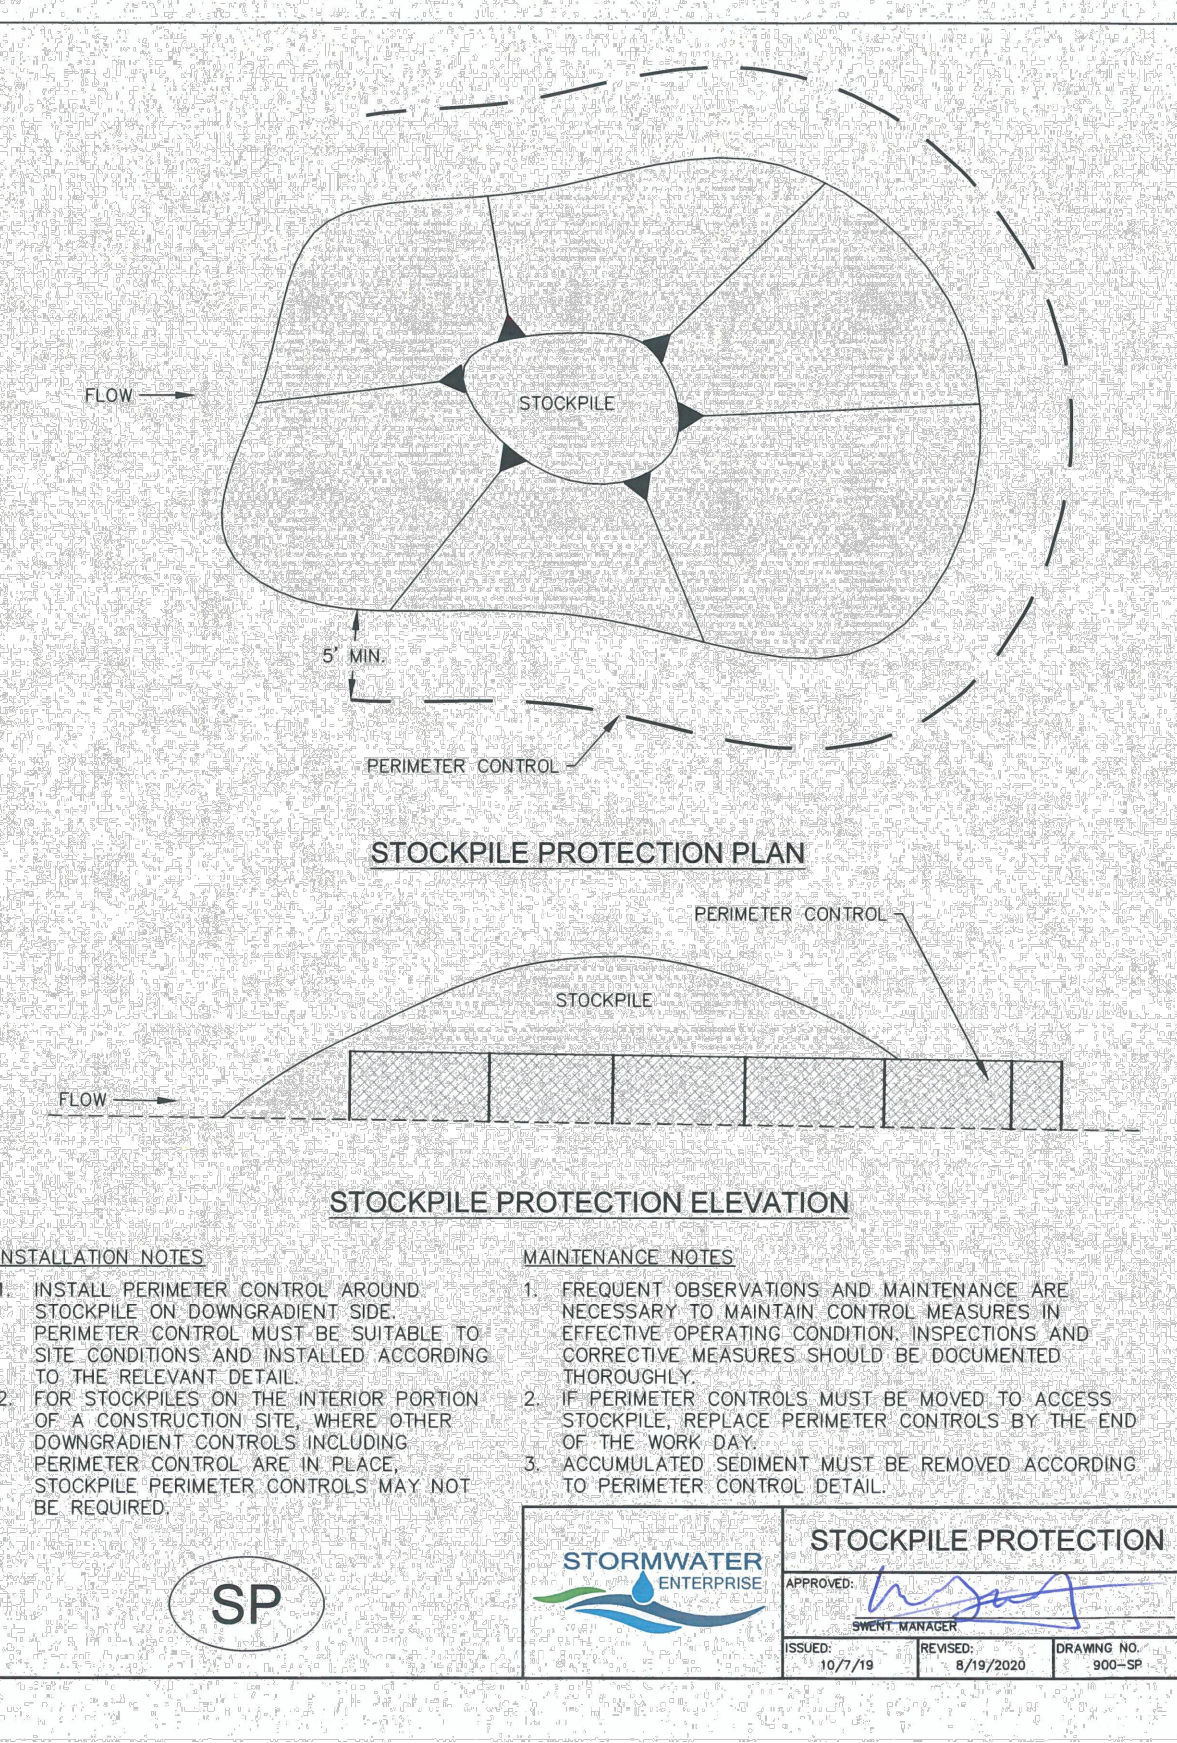 FLOW
STOCKPILE
5' MIN.
PERIMETER CONTROL
STOCKPILE PROTECTION PLAN
PERIMETER CONTROL
STOCKPILE
FLOW
STOCKPILE PROTECTION ELEVATION
NSTALLATION NOTES
1. INSTALL PERIMETER CONTROL AROUND
STOCKPILE ON DOWNGRADIENT SIDE.
PERIMETER CONTROL MUST BE SUITABLE TO
SITE CONDITIONS AND INSTALLED ACCORDING
TO THE RELEVANT DETAIL.
2. FOR STOCKPILES ON THE INTERIOR PORTION
OF A CONSTRUCTION SITE, WHERE OTHER
DOWNGRADIENT CONTROLS INCLUDING
PERIMETER CONTROL ARE IN PLACE,
STOCKPILE PERIMETER CONTROLS MAY NOT
BE REQUIRED.
MAINTENANCE NOTES
1. FREQUENT OBSERVATIONS AND MAINTENANCE ARE
NECESSARY TO MAINTAIN CONTROL MEASURES IN
EFFECTIVE OPERATING CONDITION. INSPECTIONS AND
CORRECTIVE MEASURES SHOULD BE DOCUMENTED
THOROUGHLY.
2. IF PERIMETER CONTROLS MUST BE MOVED TO ACCESS
STOCKPILE, REPLACE PERIMETER CONTROLS BY THE END
OF THE WORK DAY.
3. ACCUMULATED SEDIMENT MUST BE REMOVED ACCORDING
TO PERIMETER CONTROL DETAIL.
SP
STORMWATER
ENTERPRISE
STOCKPILE PROTECTION
APPROVED:
SWENT MANAGER
ISSUED:
10/7/19
REVISED:
8/19/2020
DRAWING NO.
900-SP